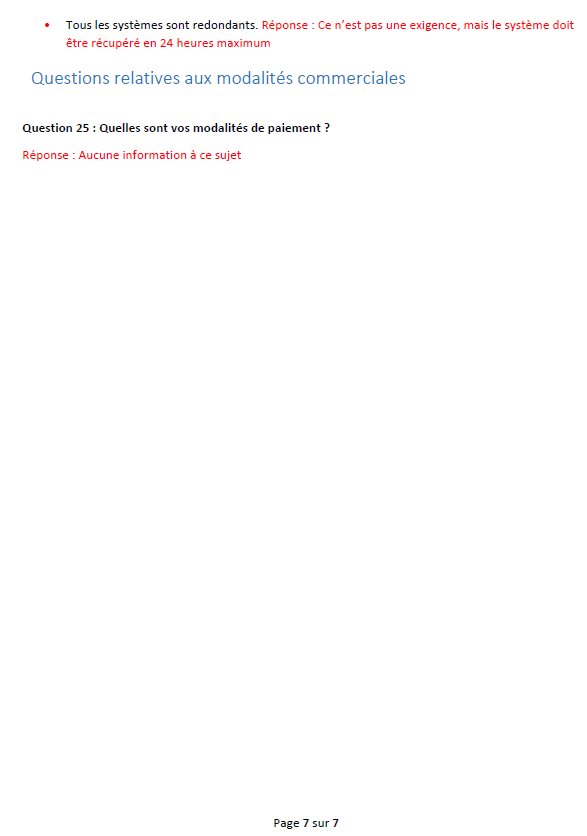 • Tous les systèmes sont redondants. Réponse : Ce n’est pas une exigence, mais le système doit
être récupéré en 24 heures maximum
Questions relatives aux modalités commerciales
Question 25 : Quelles sont vos modalités de paiement ?
Réponse : Aucune information à ce sujet
Page 7 sur 7